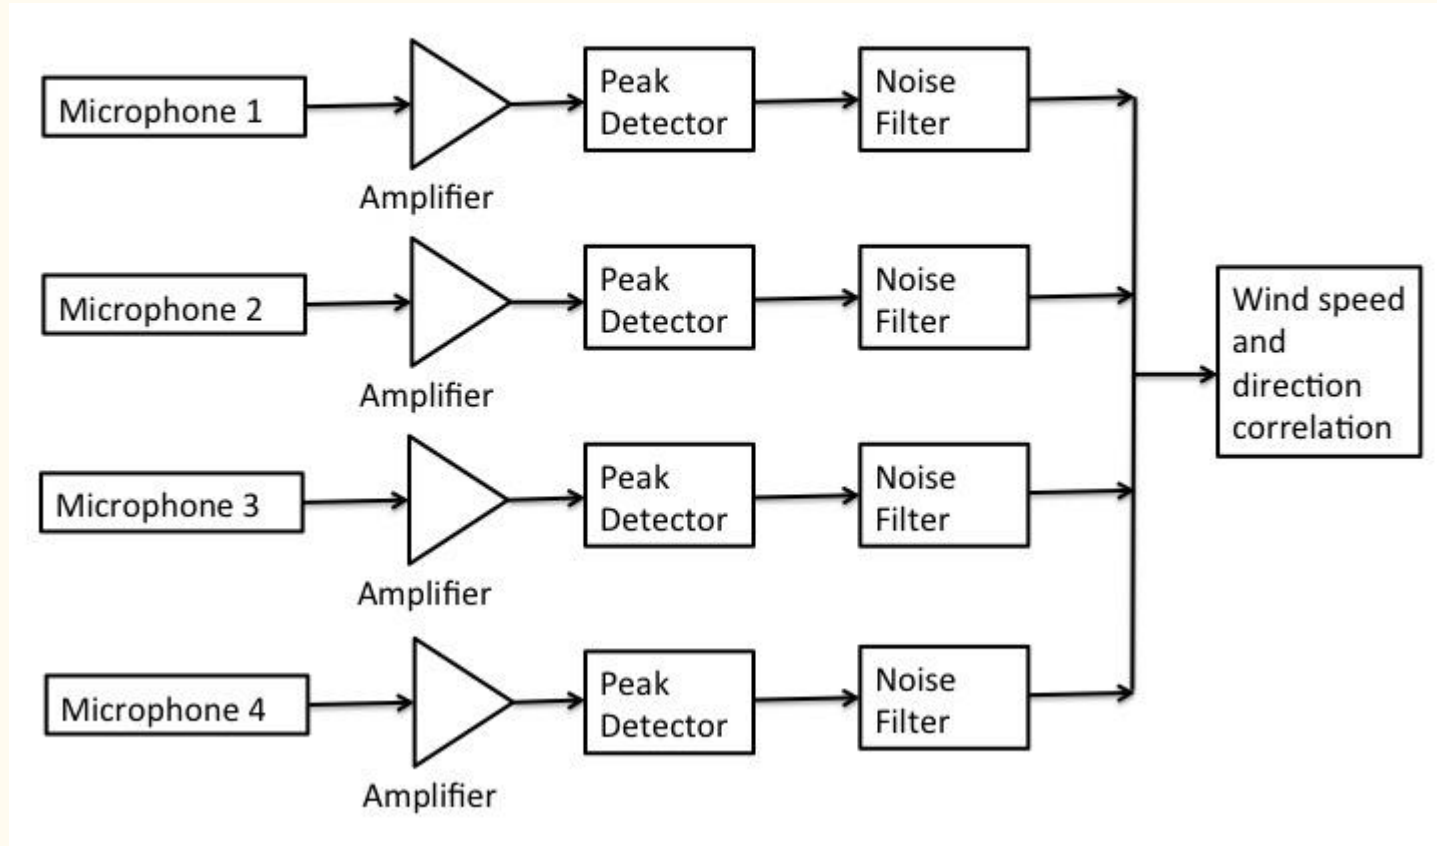 Microphone 1
Amplifier
Peak
Detector
Noise
Filter
Microphone 2
Amplifier
Peak
Detector
Noise
Filter
Microphone 3
Amplifier
Peak
Detector
Noise
Filter
Microphone 4
Amplifier
Peak
Detector
Noise
Filter
Wind speed
and
direction
correlation